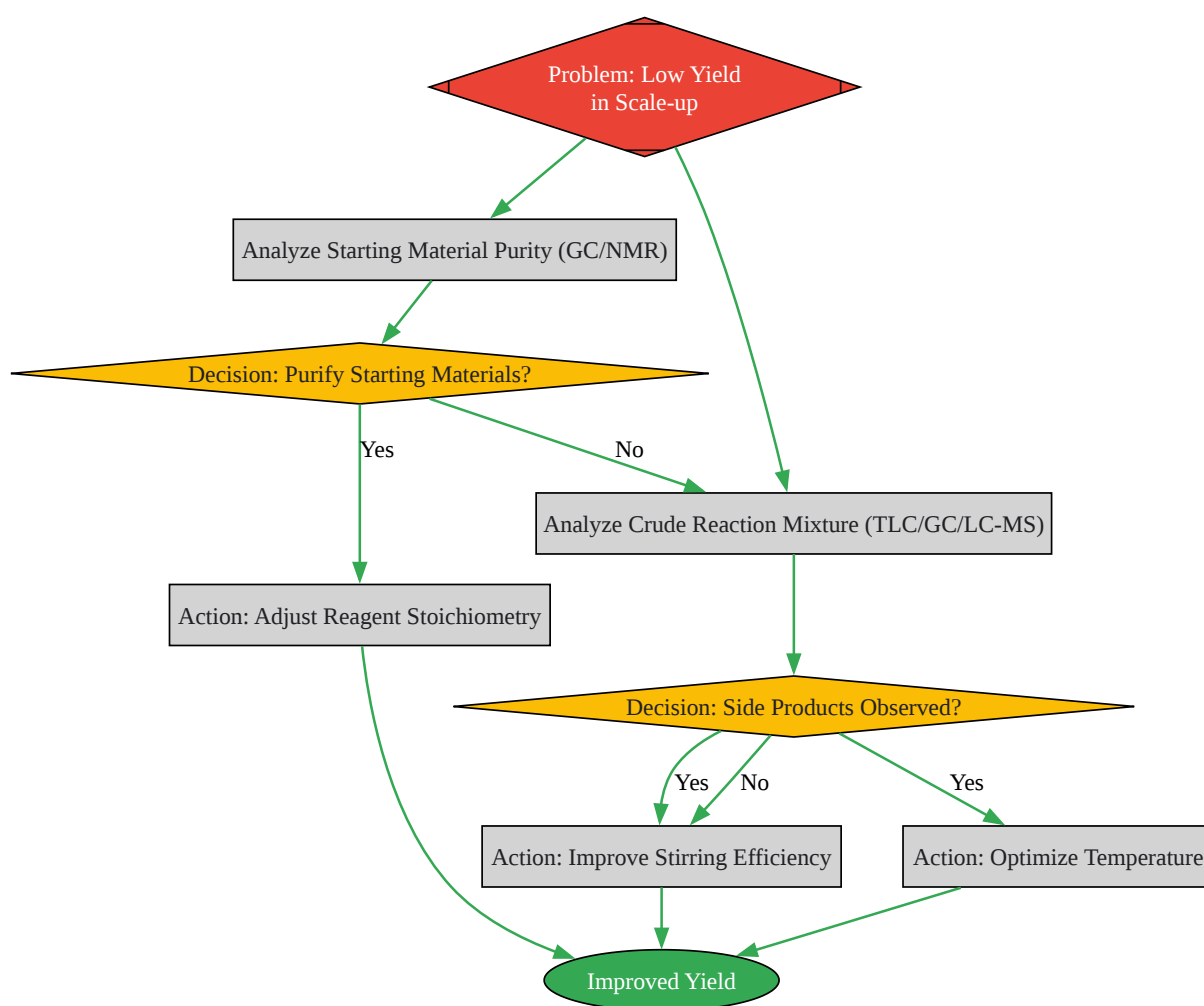 Problem: Low Yield
in Scale-up
Analyze Starting Material Purity (GC/NMR)
Decision: Purify Starting Materials?
Yes
No
Analyze Crude Reaction Mixture (TLC/GC/LC-MS)
Action: Adjust Reagent Stoichiometry
Decision: Side Products Observed?
Yes
No
Yes
Action: Improve Stirring Efficiency
Action: Optimize Temperature
Improved Yield